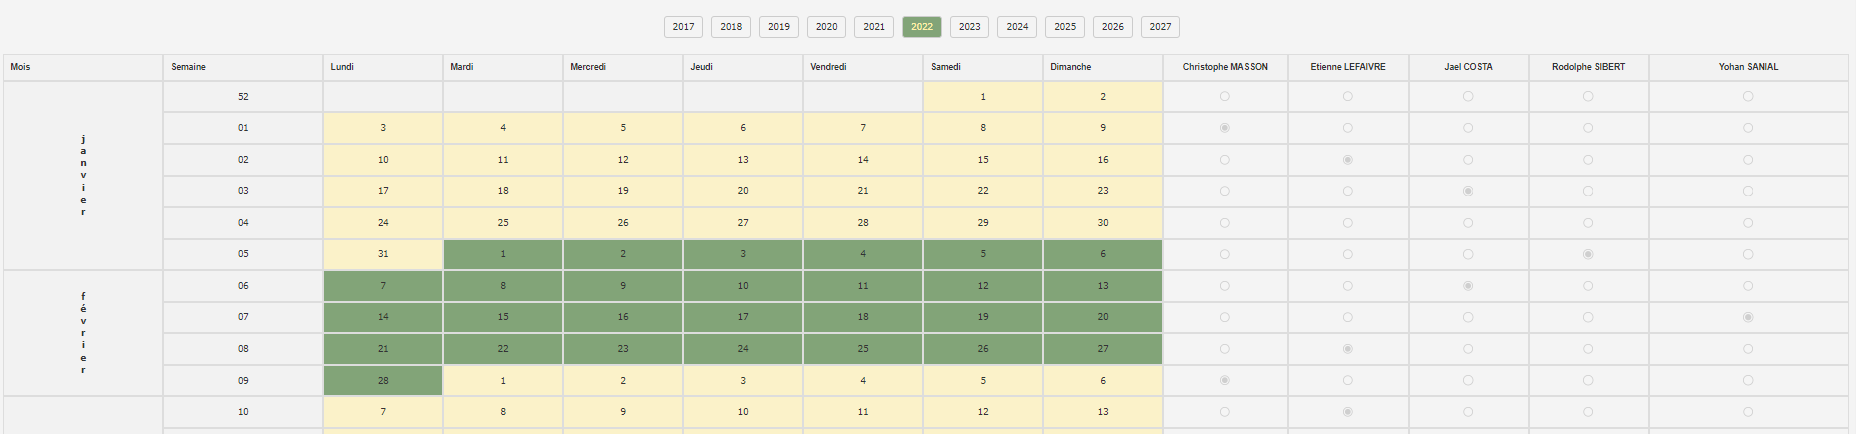 2017 2018 2019 2020 2021 2022 2023 2024 2025 2026 2027
Mois Semaine Lundi Mardi Mercredi Jeudi Vendredi Samedi Dimanche Christophe MASSON Etienne LEFAIVRE Jael COSTA Rodolphe SIBERT Yohan SANIAL
janvier
52 1 2
01 3 4 5 6 7 8 9
02 10 11 12 13 14 15 16
03 17 18 19 20 21 22 23
04 24 25 26 27 28 29 30
05 31 1 2 3 4 5 6
février
06 7 8 9 10 11 12 13
07 14 15 16 17 18 19 20
08 21 22 23 24 25 26 27
09 28 1 2 3 4 5 6
10 7 8 9 10 11 12 13